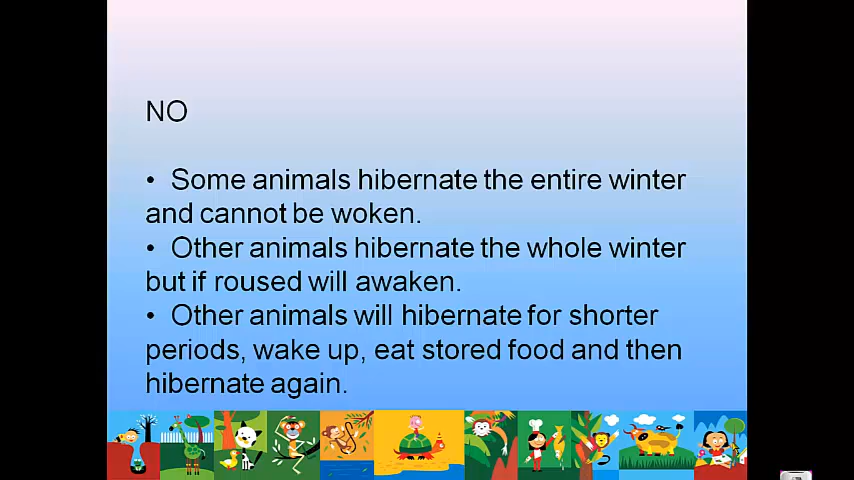 NO
• Some animals hibernate the entire winter
and cannot be woken.
• Other animals hibernate the whole winter
but if roused will awaken.
• Other animals will hibernate for shorter
periods, wake up, eat stored food and then
hibernate again.